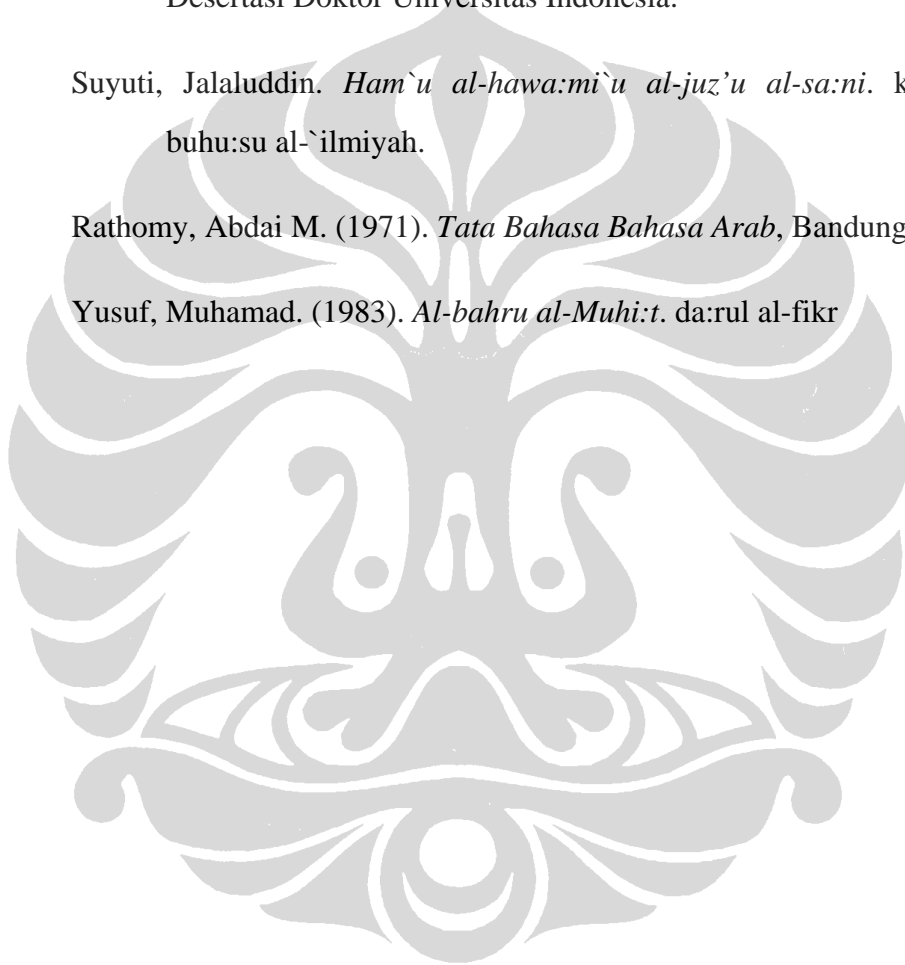 Desertasi Doktor Universitas Indonesia.
Suyuti, Jalaluddin. Ham`u al-hawa:mi`u al-juz’u al-sa:ni. k
buhu:su al-`ilmiyah.
Rathomy, Abdai M. (1971). Tata Bahasa Bahasa Arab, Bandung
Yusuf, Muhamad. (1983). Al-bahru al-Muhi:t. da:rul al-fikr